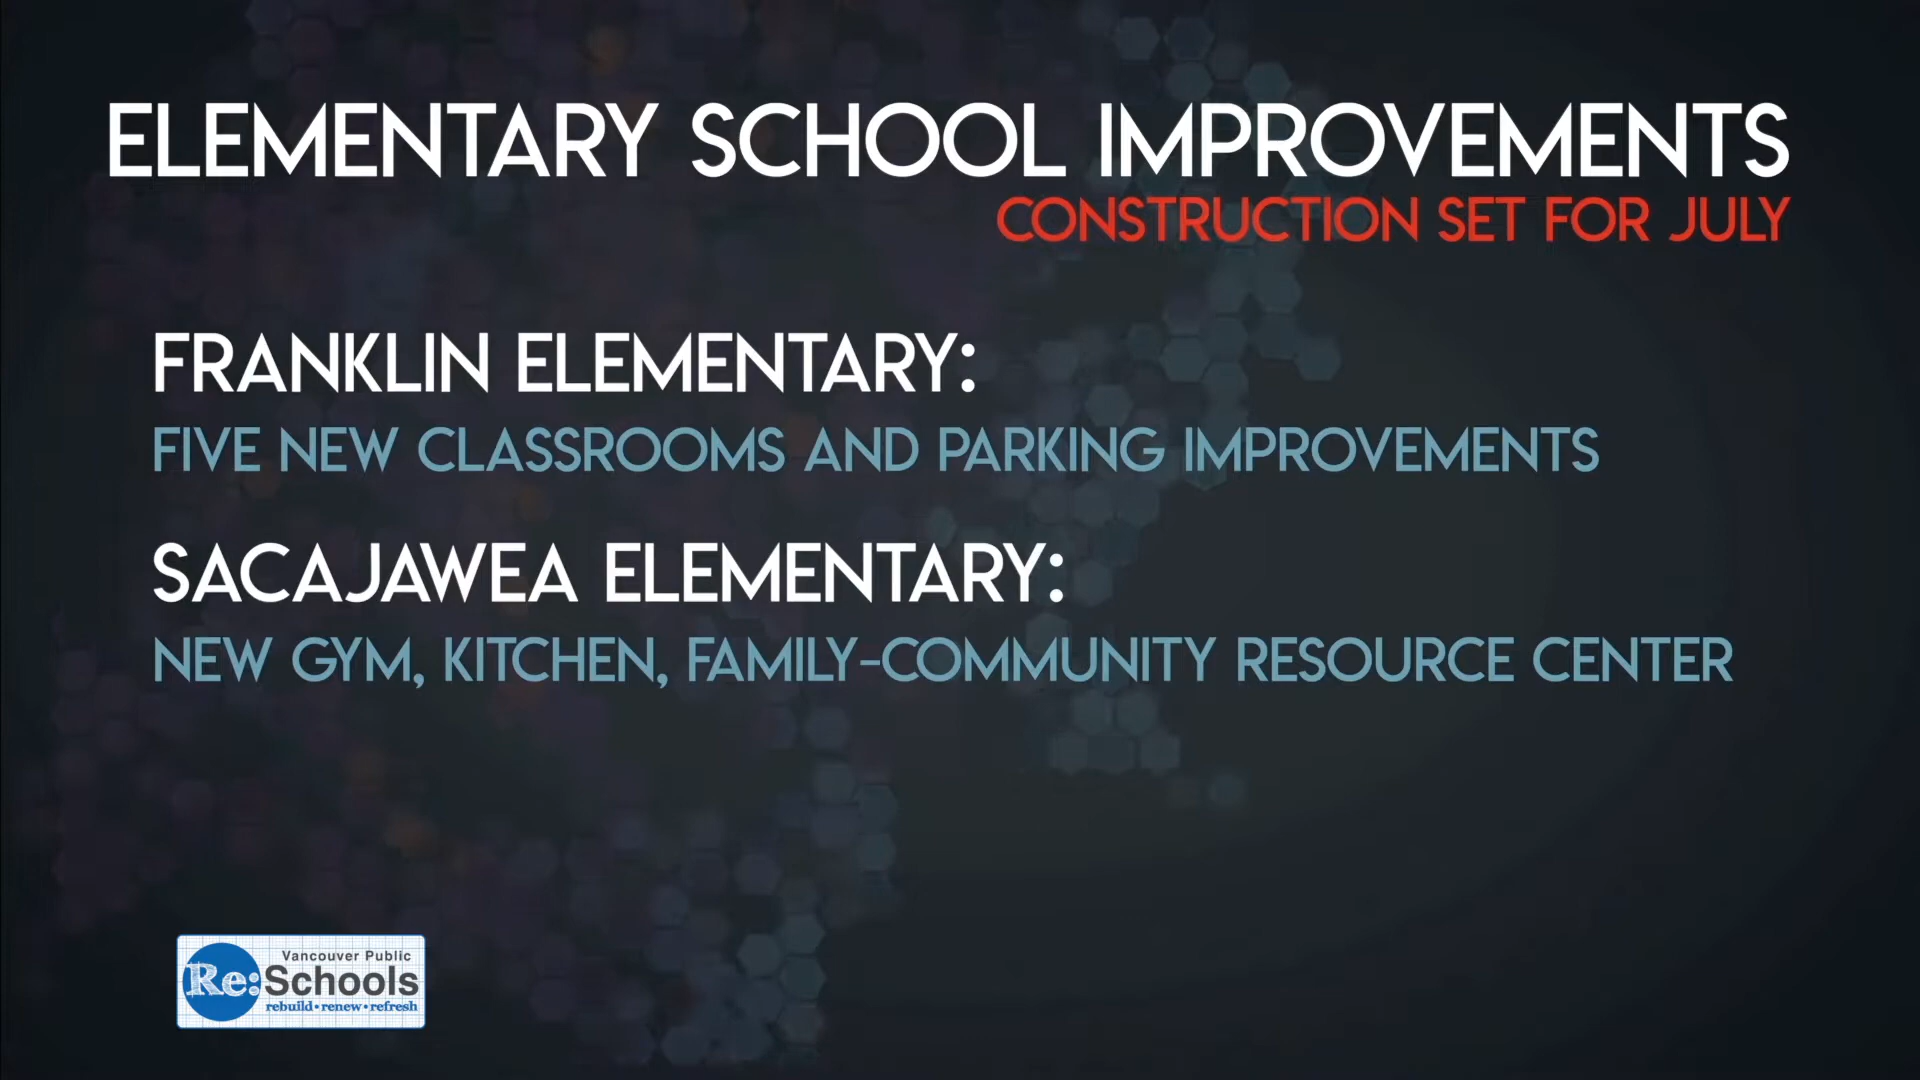 ELEMENTARY SCHOOL IMPROVEMENTS
CONSTRUCTION SET FOR JULY
FRANKLIN ELEMENTARY:
FIVE NEW CLASSROOMS AND PARKING IMPROVEMENTS
SACAJAWEA ELEMENTARY:
NEW GYM, KITCHEN, FAMILY-COMMUNITY RESOURCE CENTER
Vancouver Public
Re:Schools
rebuild•renew•refresh